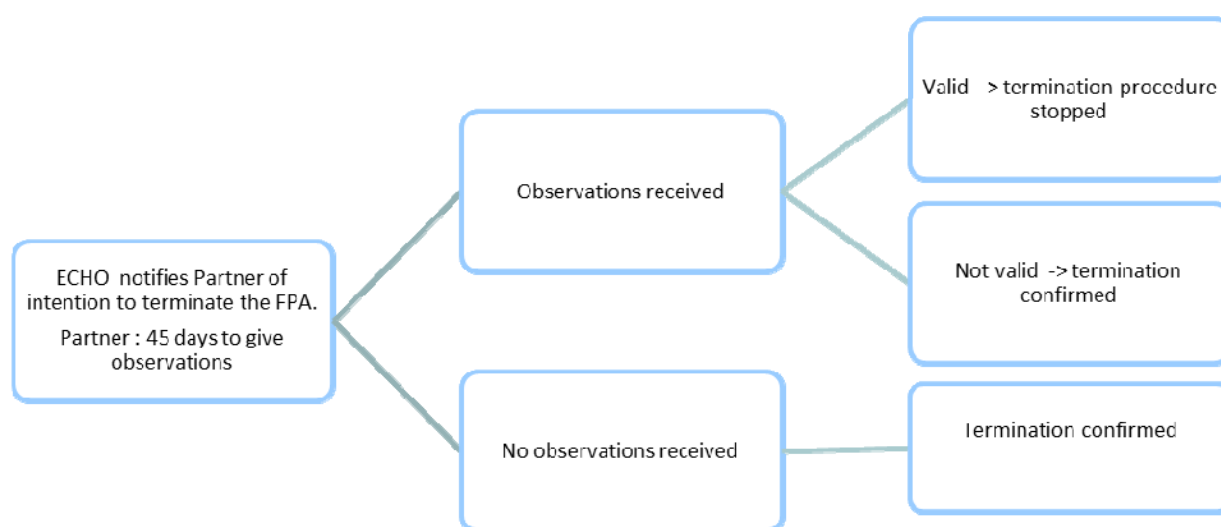 ECHO notifies Partner of
intention to terminate the FPA.
Partner : 45 days to give
observations
Observations received
No observations received
Valid > termination procedure
stopped
Not valid -> termination
confirmed
Termination confirmed